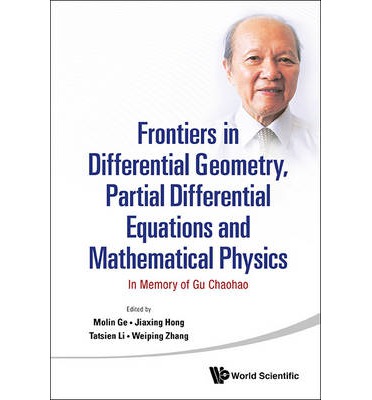 Frontiers in
Differential Geometry,
Partial Differential
Equations and
Mathematical Physics
In Memory of Gu Chaohao
Edited by
Molin Ge • Jiaxing Hong
Tatsien Li • Weiping Zhang
World Scientific